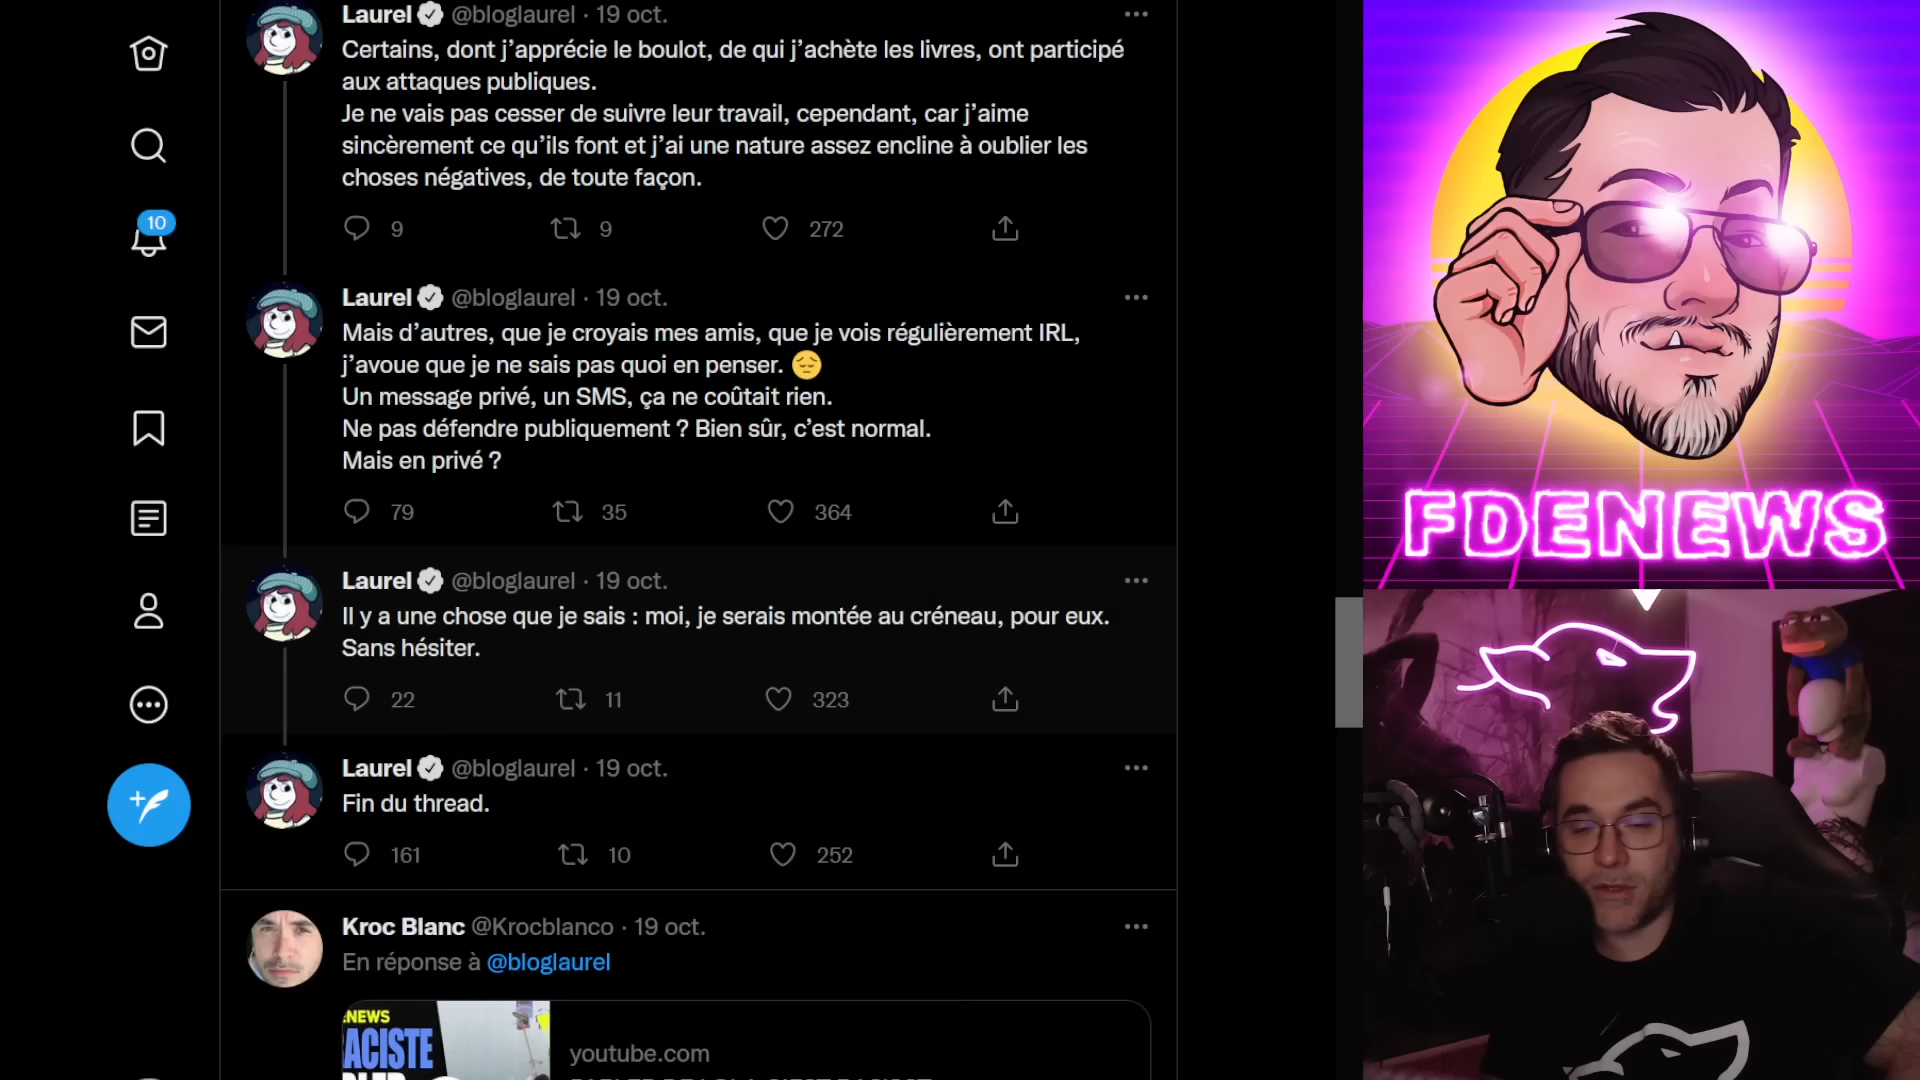 Laurel @bloglaurel · 19 oct.
Certains, dont j’apprécie le boulot, de qui j’achète les livres, ont participé
aux attaques publiques.
Je ne vais pas cesser de suivre leur travail, cependant, car j’aime
sincèrement ce qu’ils font et j’ai une nature assez encline à oublier les
choses négatives, de toute façon.
9 9 272
10
Laurel @bloglaurel · 19 oct.
Mais d’autres, que je croyais mes amis, que je vois régulièrement IRL,
j’avoue que je ne sais pas quoi en penser. 😔
Un message privé, un SMS, ça ne coûtait rien.
Ne pas défendre publiquement ? Bien sûr, c’est normal.
Mais en privé ?
79 35 364
Laurel @bloglaurel · 19 oct.
Il y a une chose que je sais : moi, je serais montée au créneau, pour eux.
Sans hésiter.
22 11 323
Laurel @bloglaurel · 19 oct.
Fin du thread.
161 10 252
Kroc Blanc @Krocblanco · 19 oct.
En réponse à @bloglaurel
:NEWS
ACISTE
youtube.com
FDENEWS